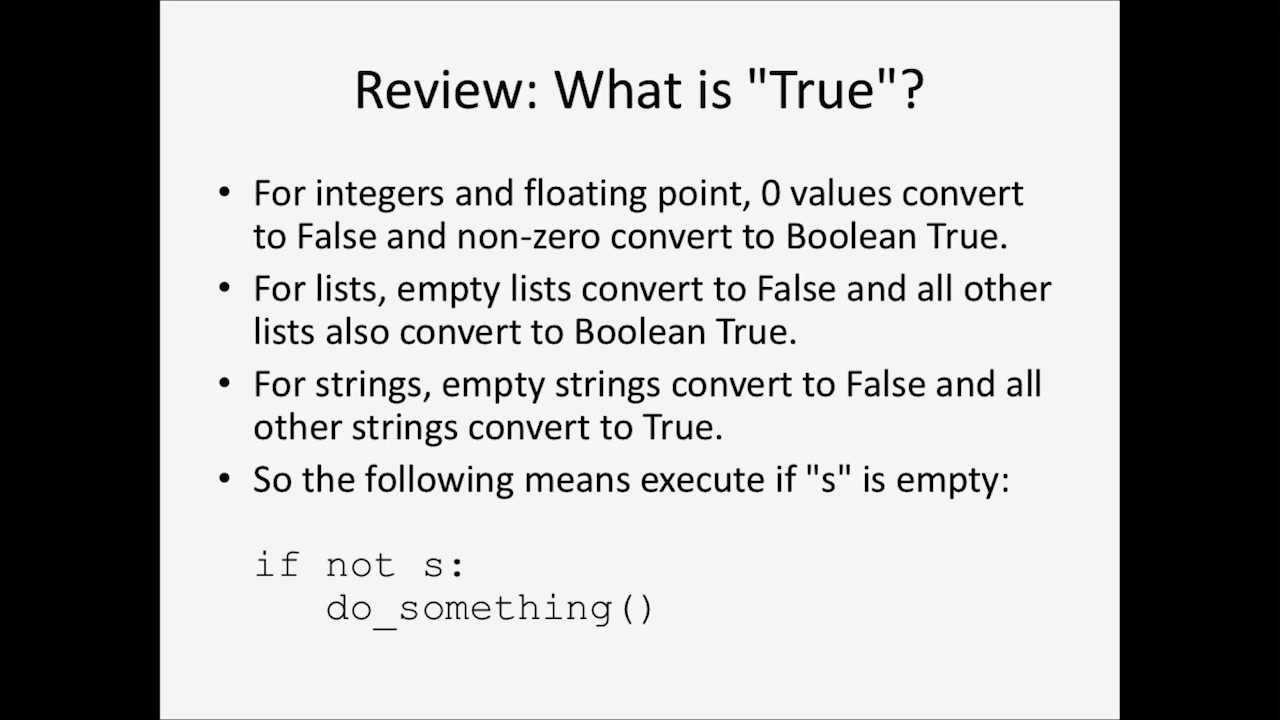 Review: What is "True"?
• For integers and floating point, 0 values convert
to False and non-zero convert to Boolean True.
• For lists, empty lists convert to False and all other
lists also convert to Boolean True.
• For strings, empty strings convert to False and all
other strings convert to True.
• So the following means execute if "s" is empty:
if not s:
   do_something()